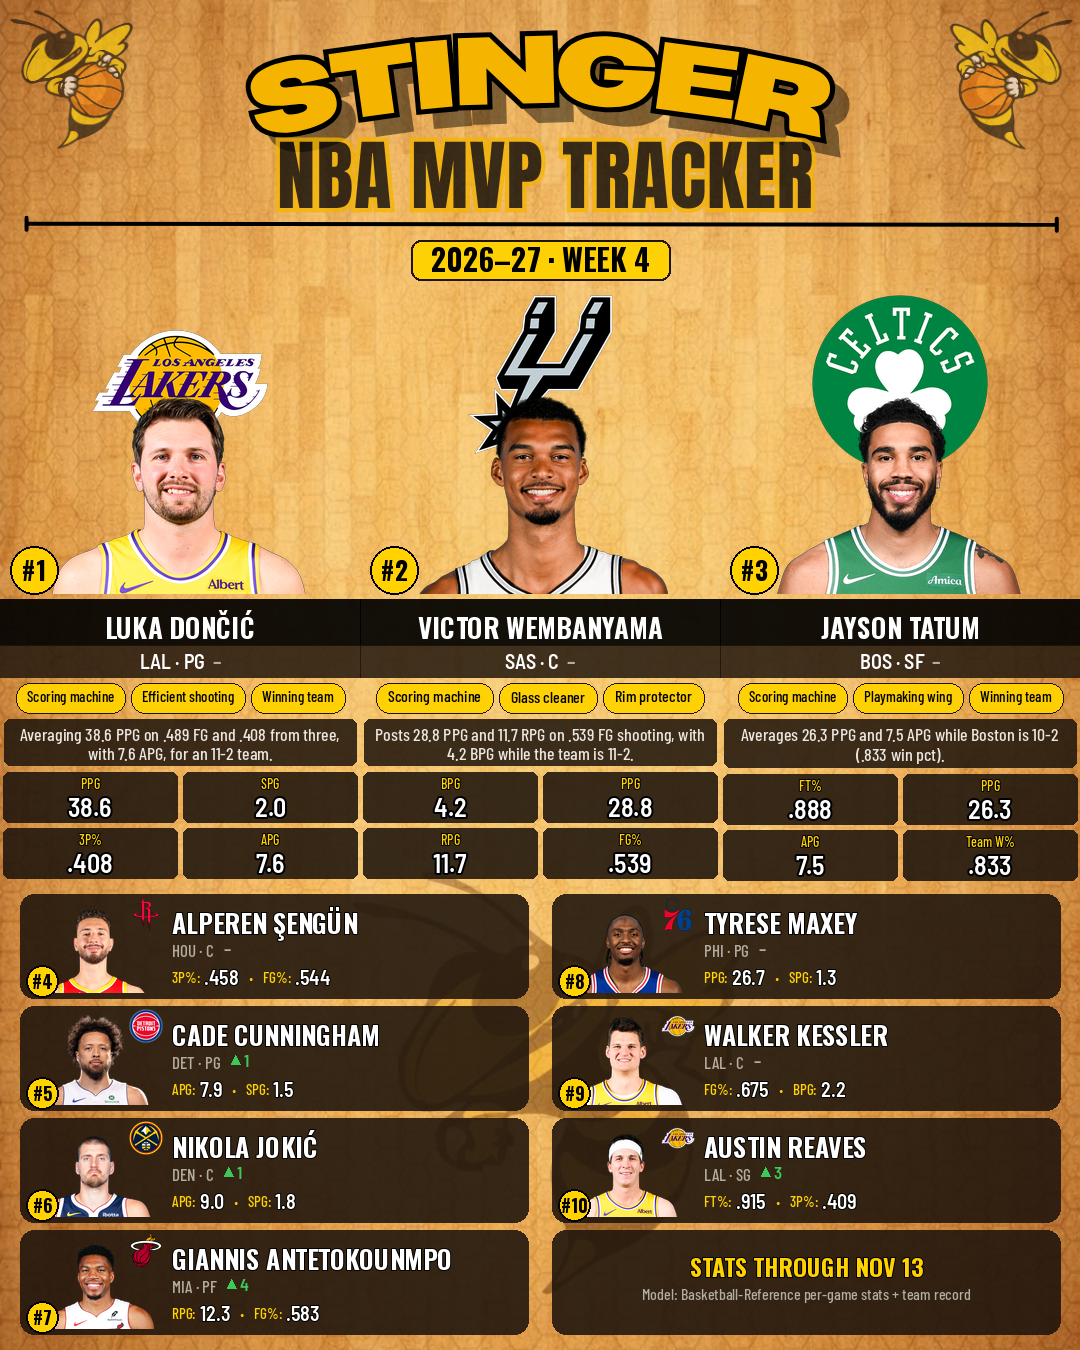 STINGER
NBA MVP TRACKER
2026–27 · WEEK 4
LOS ANGELES
LAKERS
CELTICS
Albert
Amica
#1
#2
#3
LUKA DONČIĆ
LAL · PG –
VICTOR WEMBANYAMA
SAS · C –
JAYSON TATUM
BOS · SF –
Scoring machine
Efficient shooting
Winning team
Scoring machine
Glass cleaner
Rim protector
Scoring machine
Playmaking wing
Winning team
Averaging 38.6 PPG on .489 FG and .408 from three,
with 7.6 APG, for an 11-2 team.
Posts 28.8 PPG and 11.7 RPG on .539 FG shooting, with
4.2 BPG while the team is 11-2.
Averages 26.3 PPG and 7.5 APG while Boston is 10-2
(.833 win pct).
PPG
38.6
SPG
2.0
3P%
.408
APG
7.6
BPG
4.2
PPG
28.8
RPG
11.7
FG%
.539
FT%
.888
PPG
26.3
APG
7.5
Team W%
.833
#4
R
ALPEREN ŞENGÜN
HOU · C –
3P%: .458 • FG%: .544
#5
DETROIT
PISTONS
CADE CUNNINGHAM
DET · PG ▲1
APG: 7.9 • SPG: 1.5
#6
NIKOLA JOKIĆ
DEN · C ▲1
APG: 9.0 • SPG: 1.8
#7
GIANNIS ANTETOKOUNMPO
MIA · PF ▲4
RPG: 12.3 • FG%: .583
#8
76
TYRESE MAXEY
PHI · PG –
PPG: 26.7 • SPG: 1.3
#9
LAKERS
WALKER KESSLER
LAL · C –
FG%: .675 • BPG: 2.2
#10
LAKERS
AUSTIN REAVES
LAL · SG ▲3
FT%: .915 • 3P%: .409
STATS THROUGH NOV 13
Model: Basketball-Reference per-game stats + team record